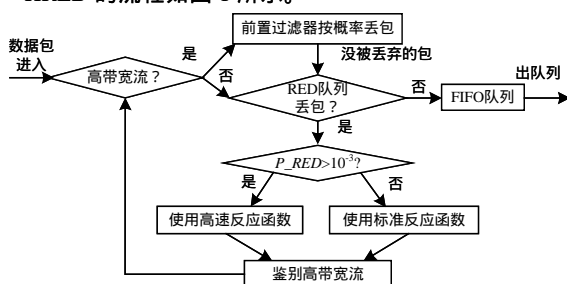 数据包
进入
高带宽流？
是
否
前置过滤器按概率丢包
没被丢弃的包
RED队列
丢包？
否
FIFO队列
出队列
是
P_RED>10⁻³?
是
否
使用高速反应函数
使用标准反应函数
鉴别高带宽流